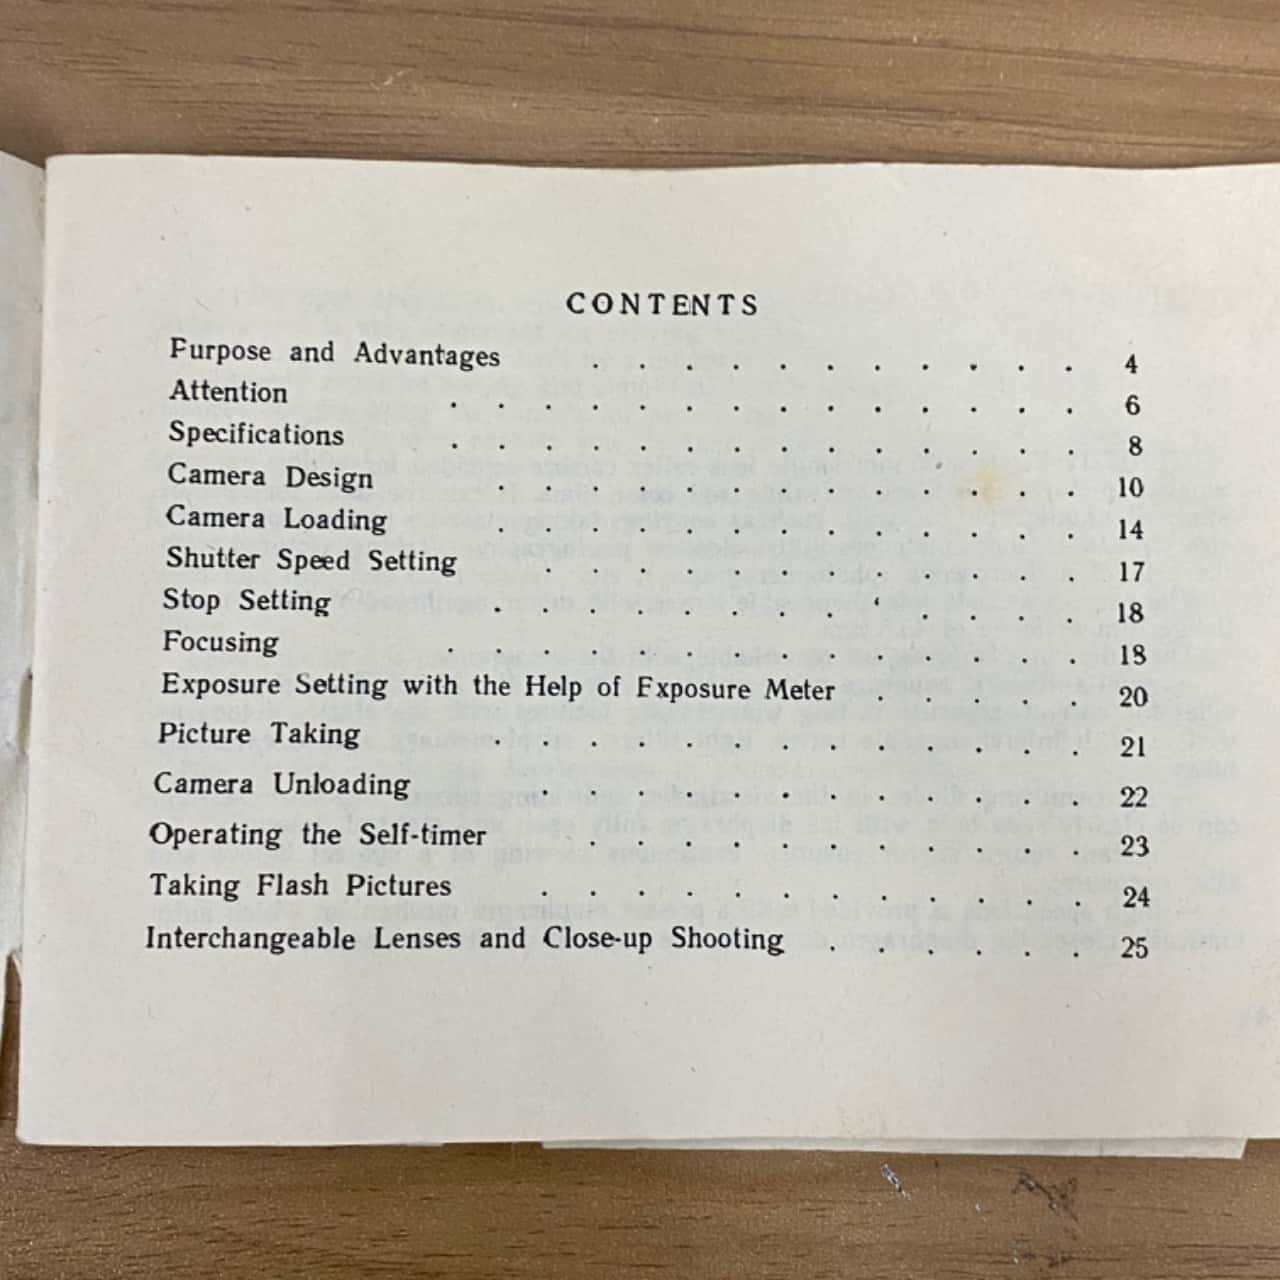 CONTENTS
Purpose and Advantages . . . . . . . . . . . 4
Attention . . . . . . . . . . . . . . 6
Specifications . . . . . . . . . . . . . . 8
Camera Design . . . . . . . . . . . . . 10
Camera Loading . . . . . . . . . . . . . 14
Shutter Speed Setting . . . . . . . . . . . . 17
Stop Setting . . . . . . . . . . . . 18
Focusing . . . . . . . . . . . . . . 18
Exposure Setting with the Help of Exposure Meter . . . . 20
Picture Taking . . . . . . . . . . . . . 21
Camera Unloading . . . . . . . . . . . . 22
Operating the Self-timer . . . . . . . . . . . 23
Taking Flash Pictures . . . . . . . . . . . . 24
Interchangeable Lenses and Close-up Shooting . . . . . . 25